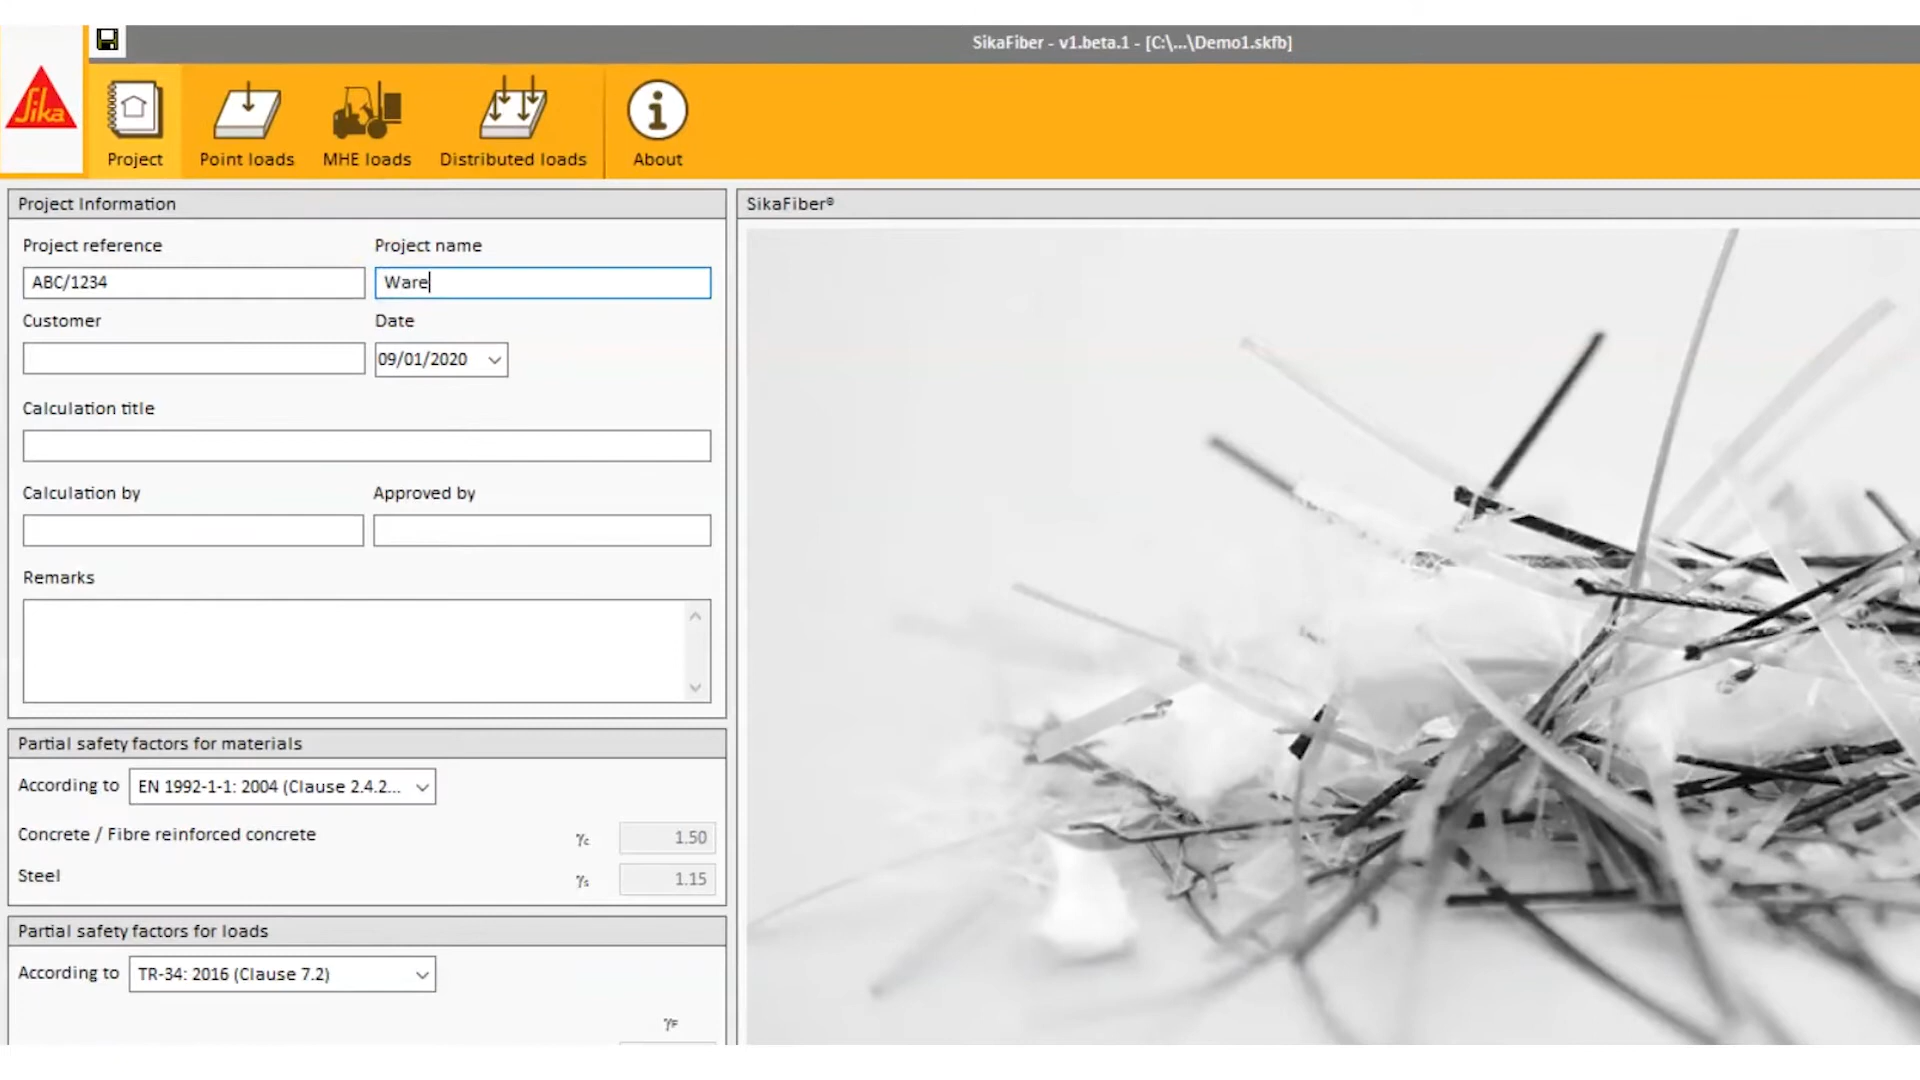 SikaFiber - v1.beta.1 - [C:\...\Demo1.skfb]
Sika
Project
Point loads
MHE loads
Distributed loads
About
Project Information
SikaFiber®
Project reference
Project name
ABC/1234
Ware
Customer
Date
09/01/2020
Calculation title
Calculation by
Approved by
Remarks
Partial safety factors for materials
According to
EN 1992-1-1: 2004 (Clause 2.4.2...
Concrete / Fibre reinforced concrete
γc
1.50
Steel
γs
1.15
Partial safety factors for loads
According to
TR-34: 2016 (Clause 7.2)
γF